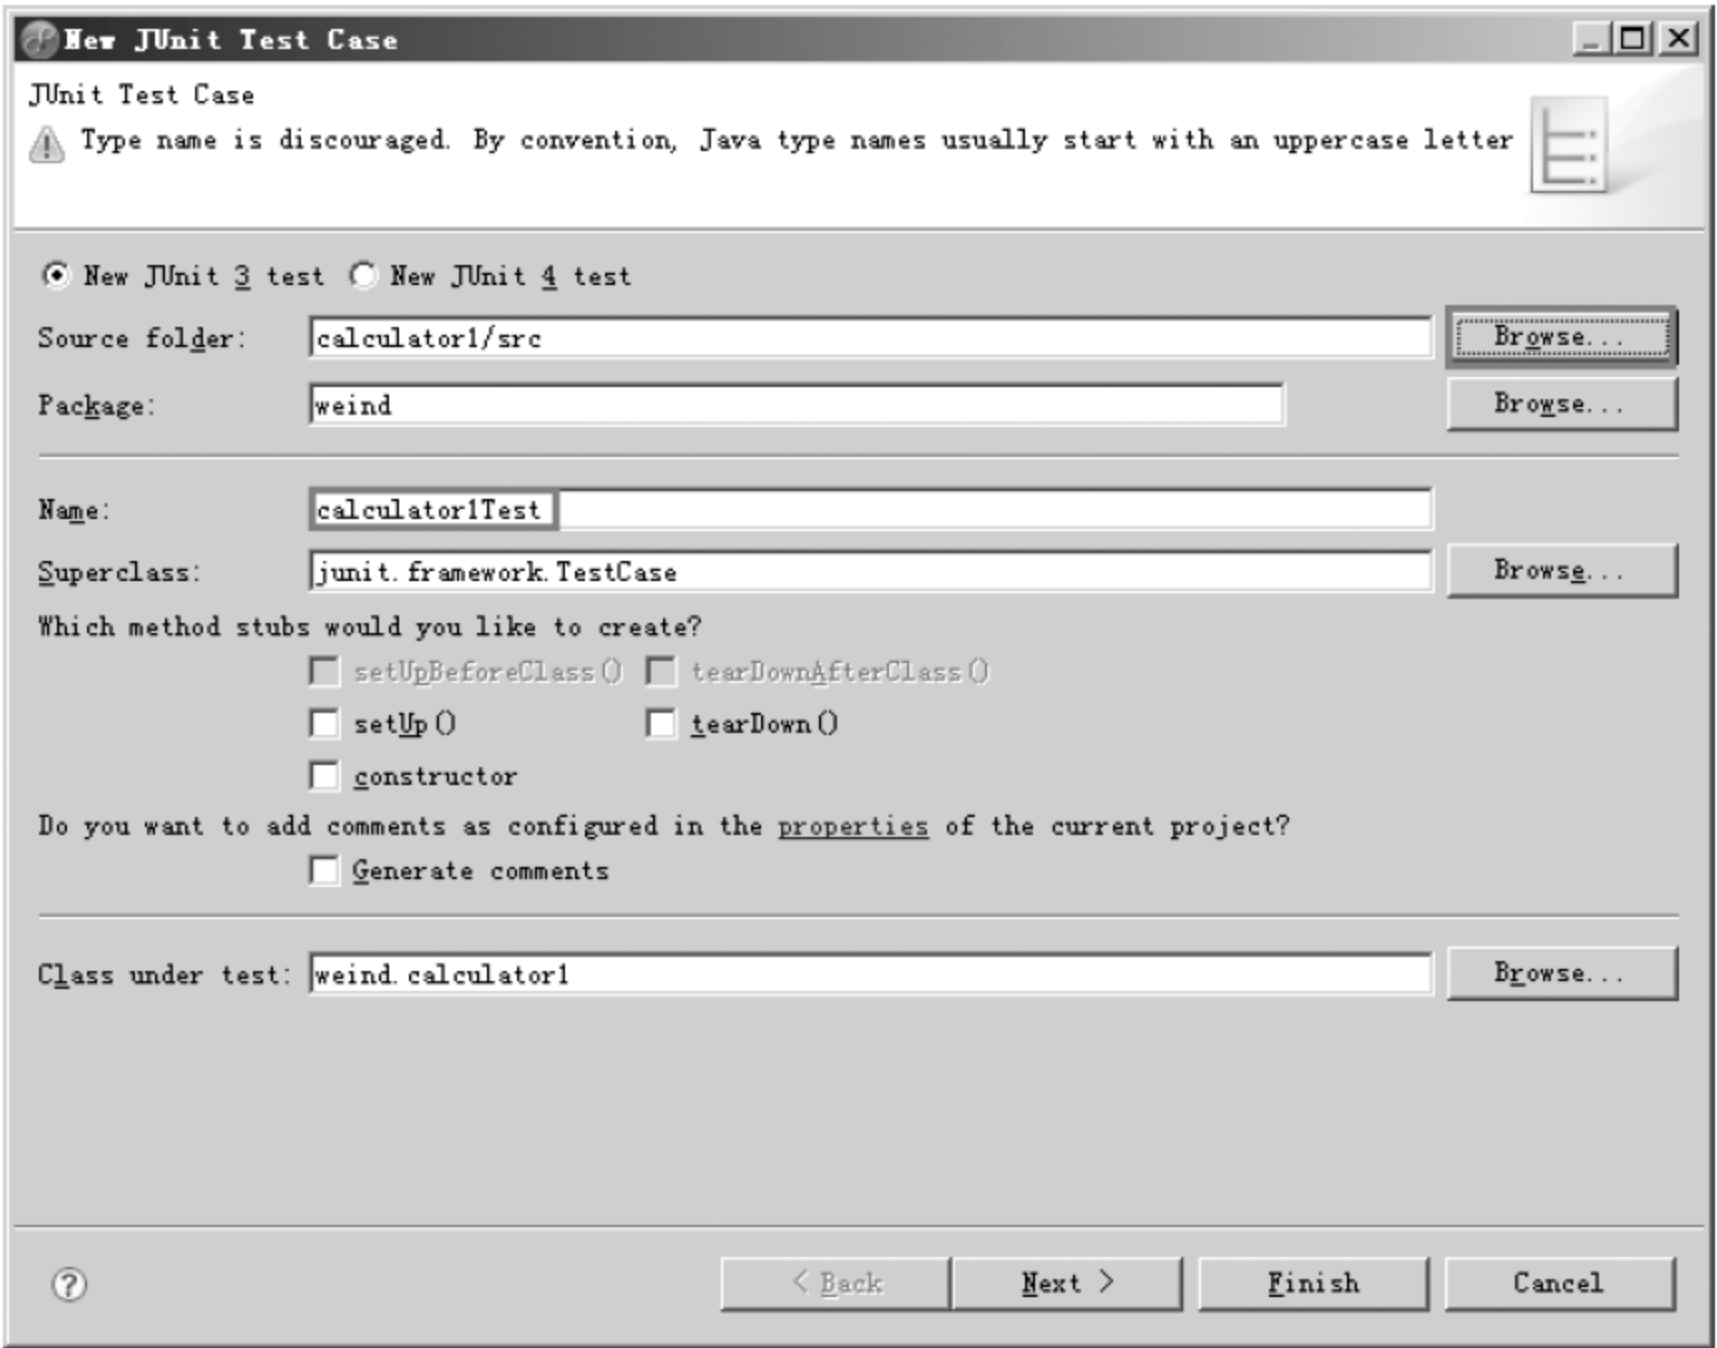 New JUnit Test Case
JUnit Test Case
Type name is discouraged. By convention, Java type names usually start with an uppercase letter
New JUnit 3 test New JUnit 4 test
Source folder: calculator1/src Browse...
Package: weind Browse...
Name: calculator1Test
Superclass: junit.framework.TestCase Browse...
Which method stubs would you like to create?
setUpBeforeClass() tearDownAfterClass()
setUp() tearDown()
constructor
Do you want to add comments as configured in the properties of the current project?
Generate comments
Class under test: weind.calculator1 Browse...
? < Back Next > Finish Cancel